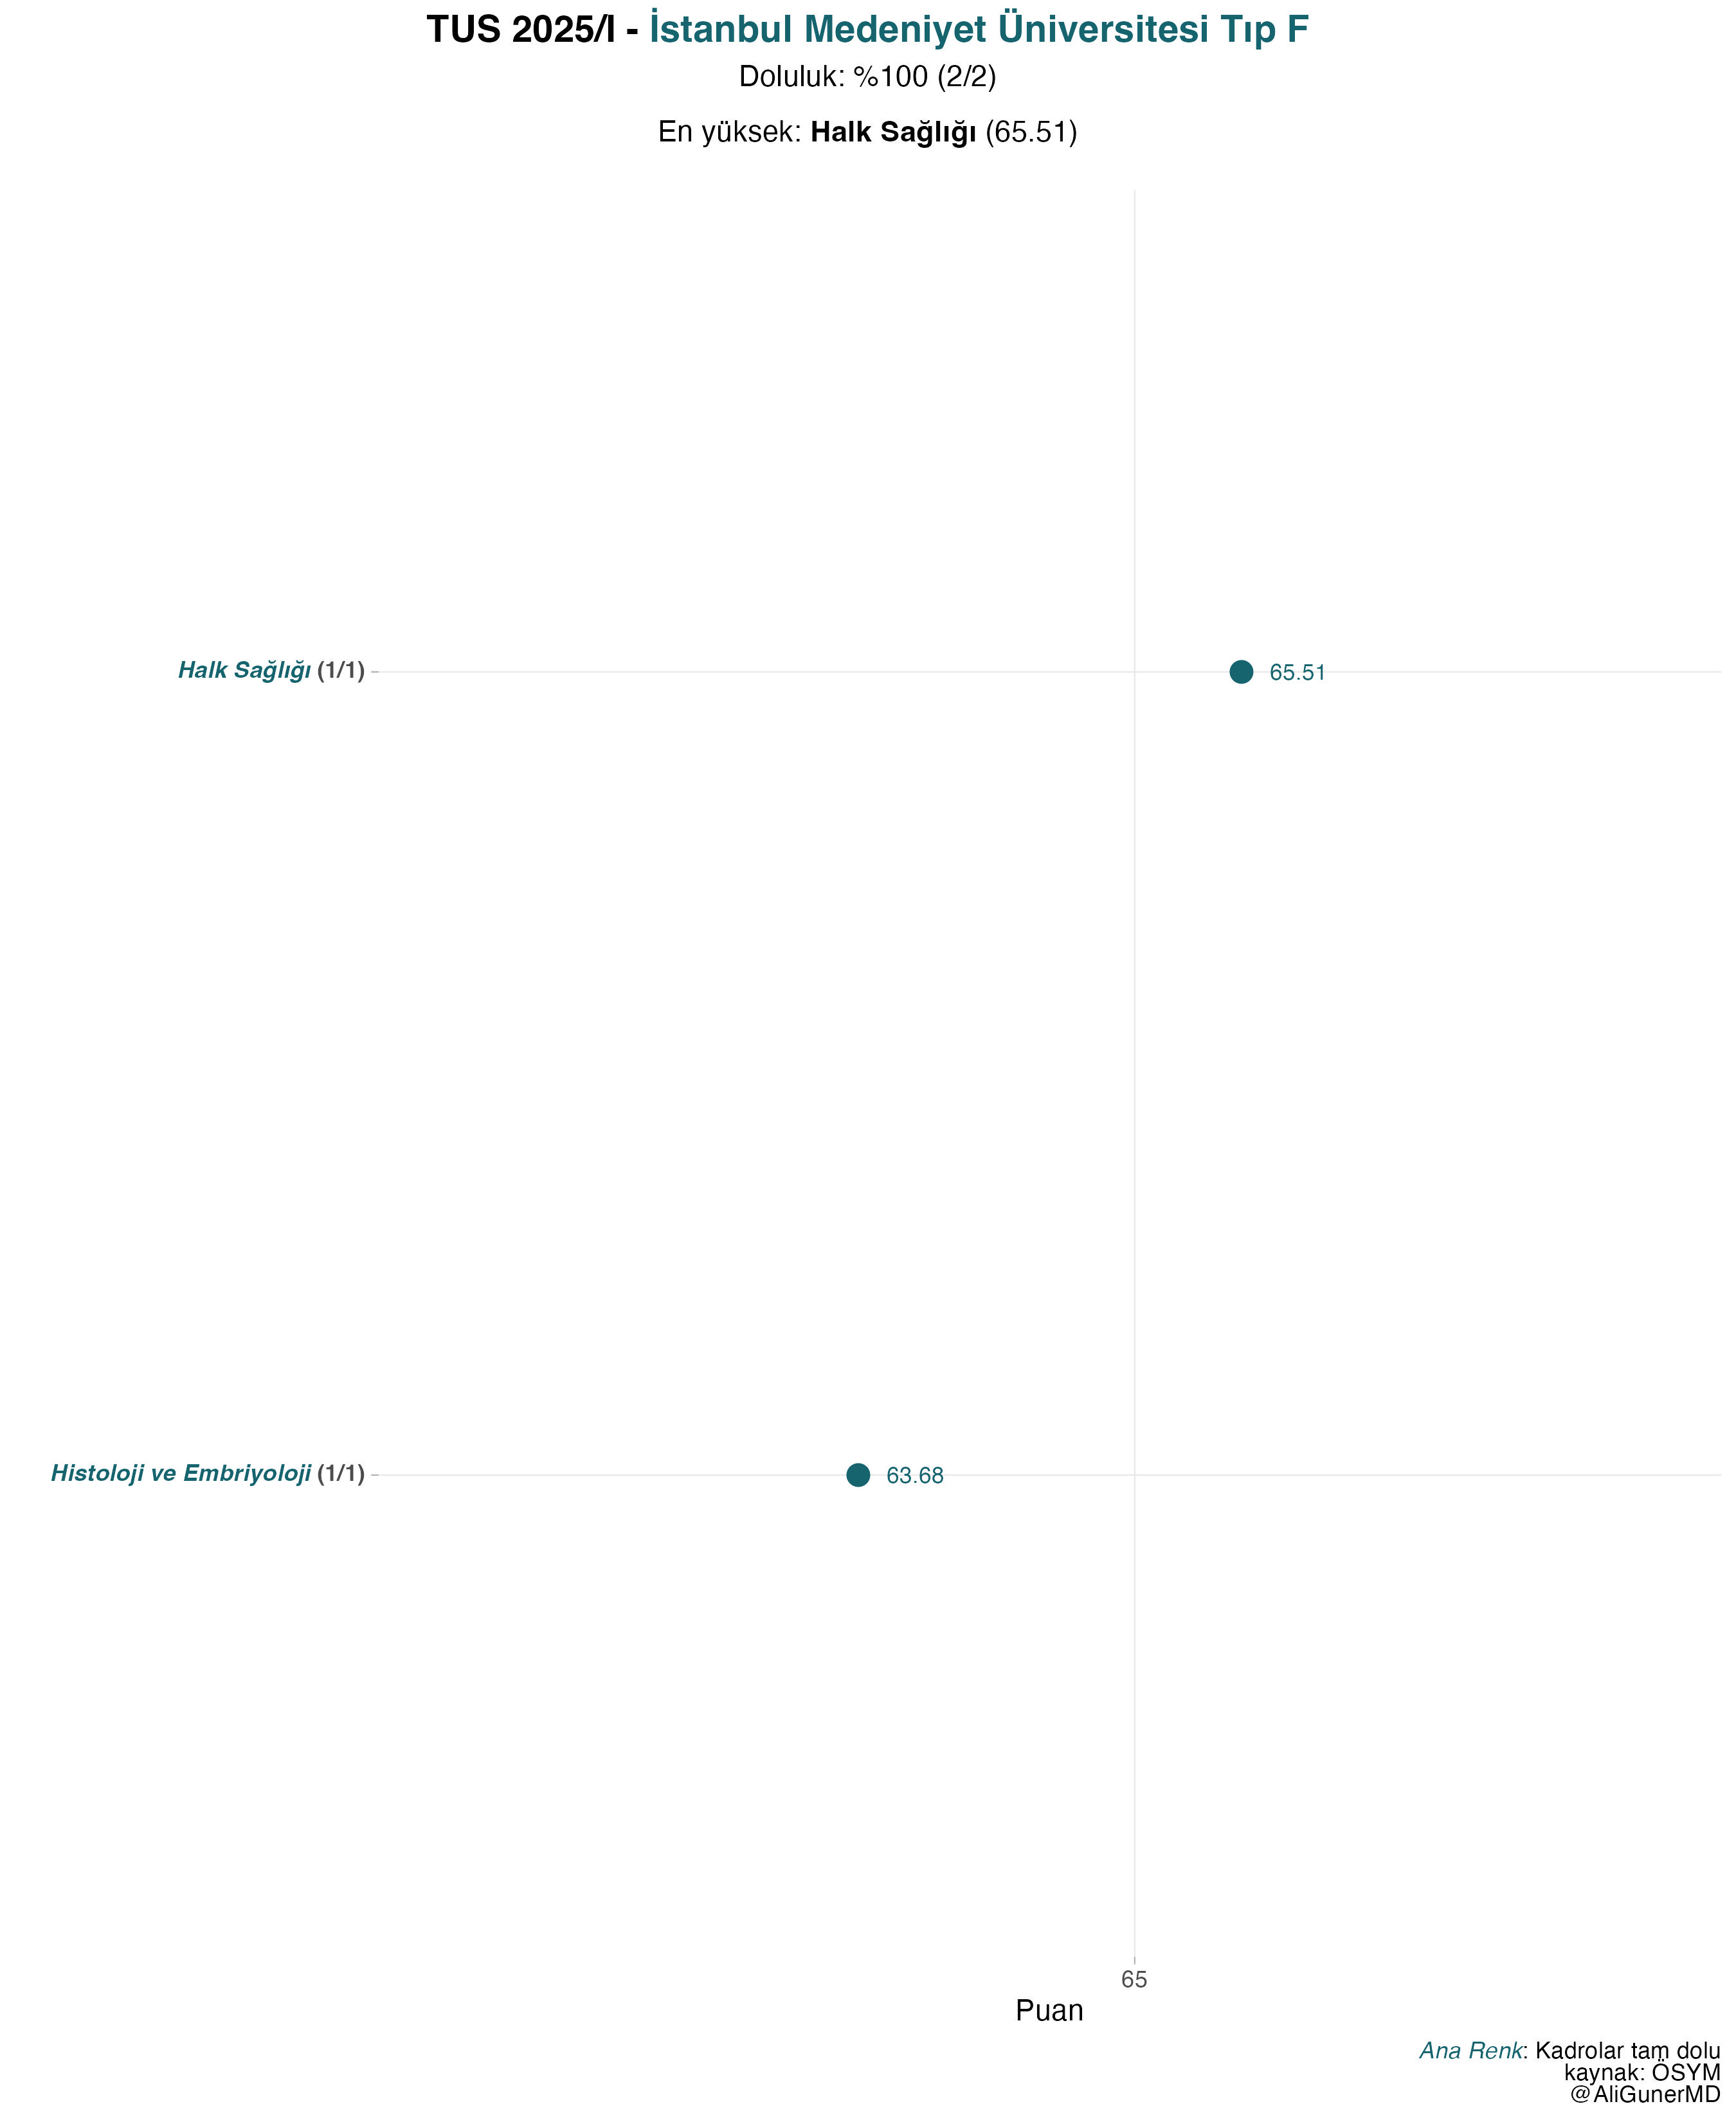 TUS 2025/I - İstanbul Medeniyet Üniversitesi Tıp F
Doluluk: %100 (2/2)
En yüksek: Halk Sağlığı (65.51)
Halk Sağlığı (1/1)
65.51
Histoloji ve Embriyoloji (1/1)
63.68
65
Puan
Ana Renk: Kadrolar tam dolu
kaynak: ÖSYM
@AliGunerMD